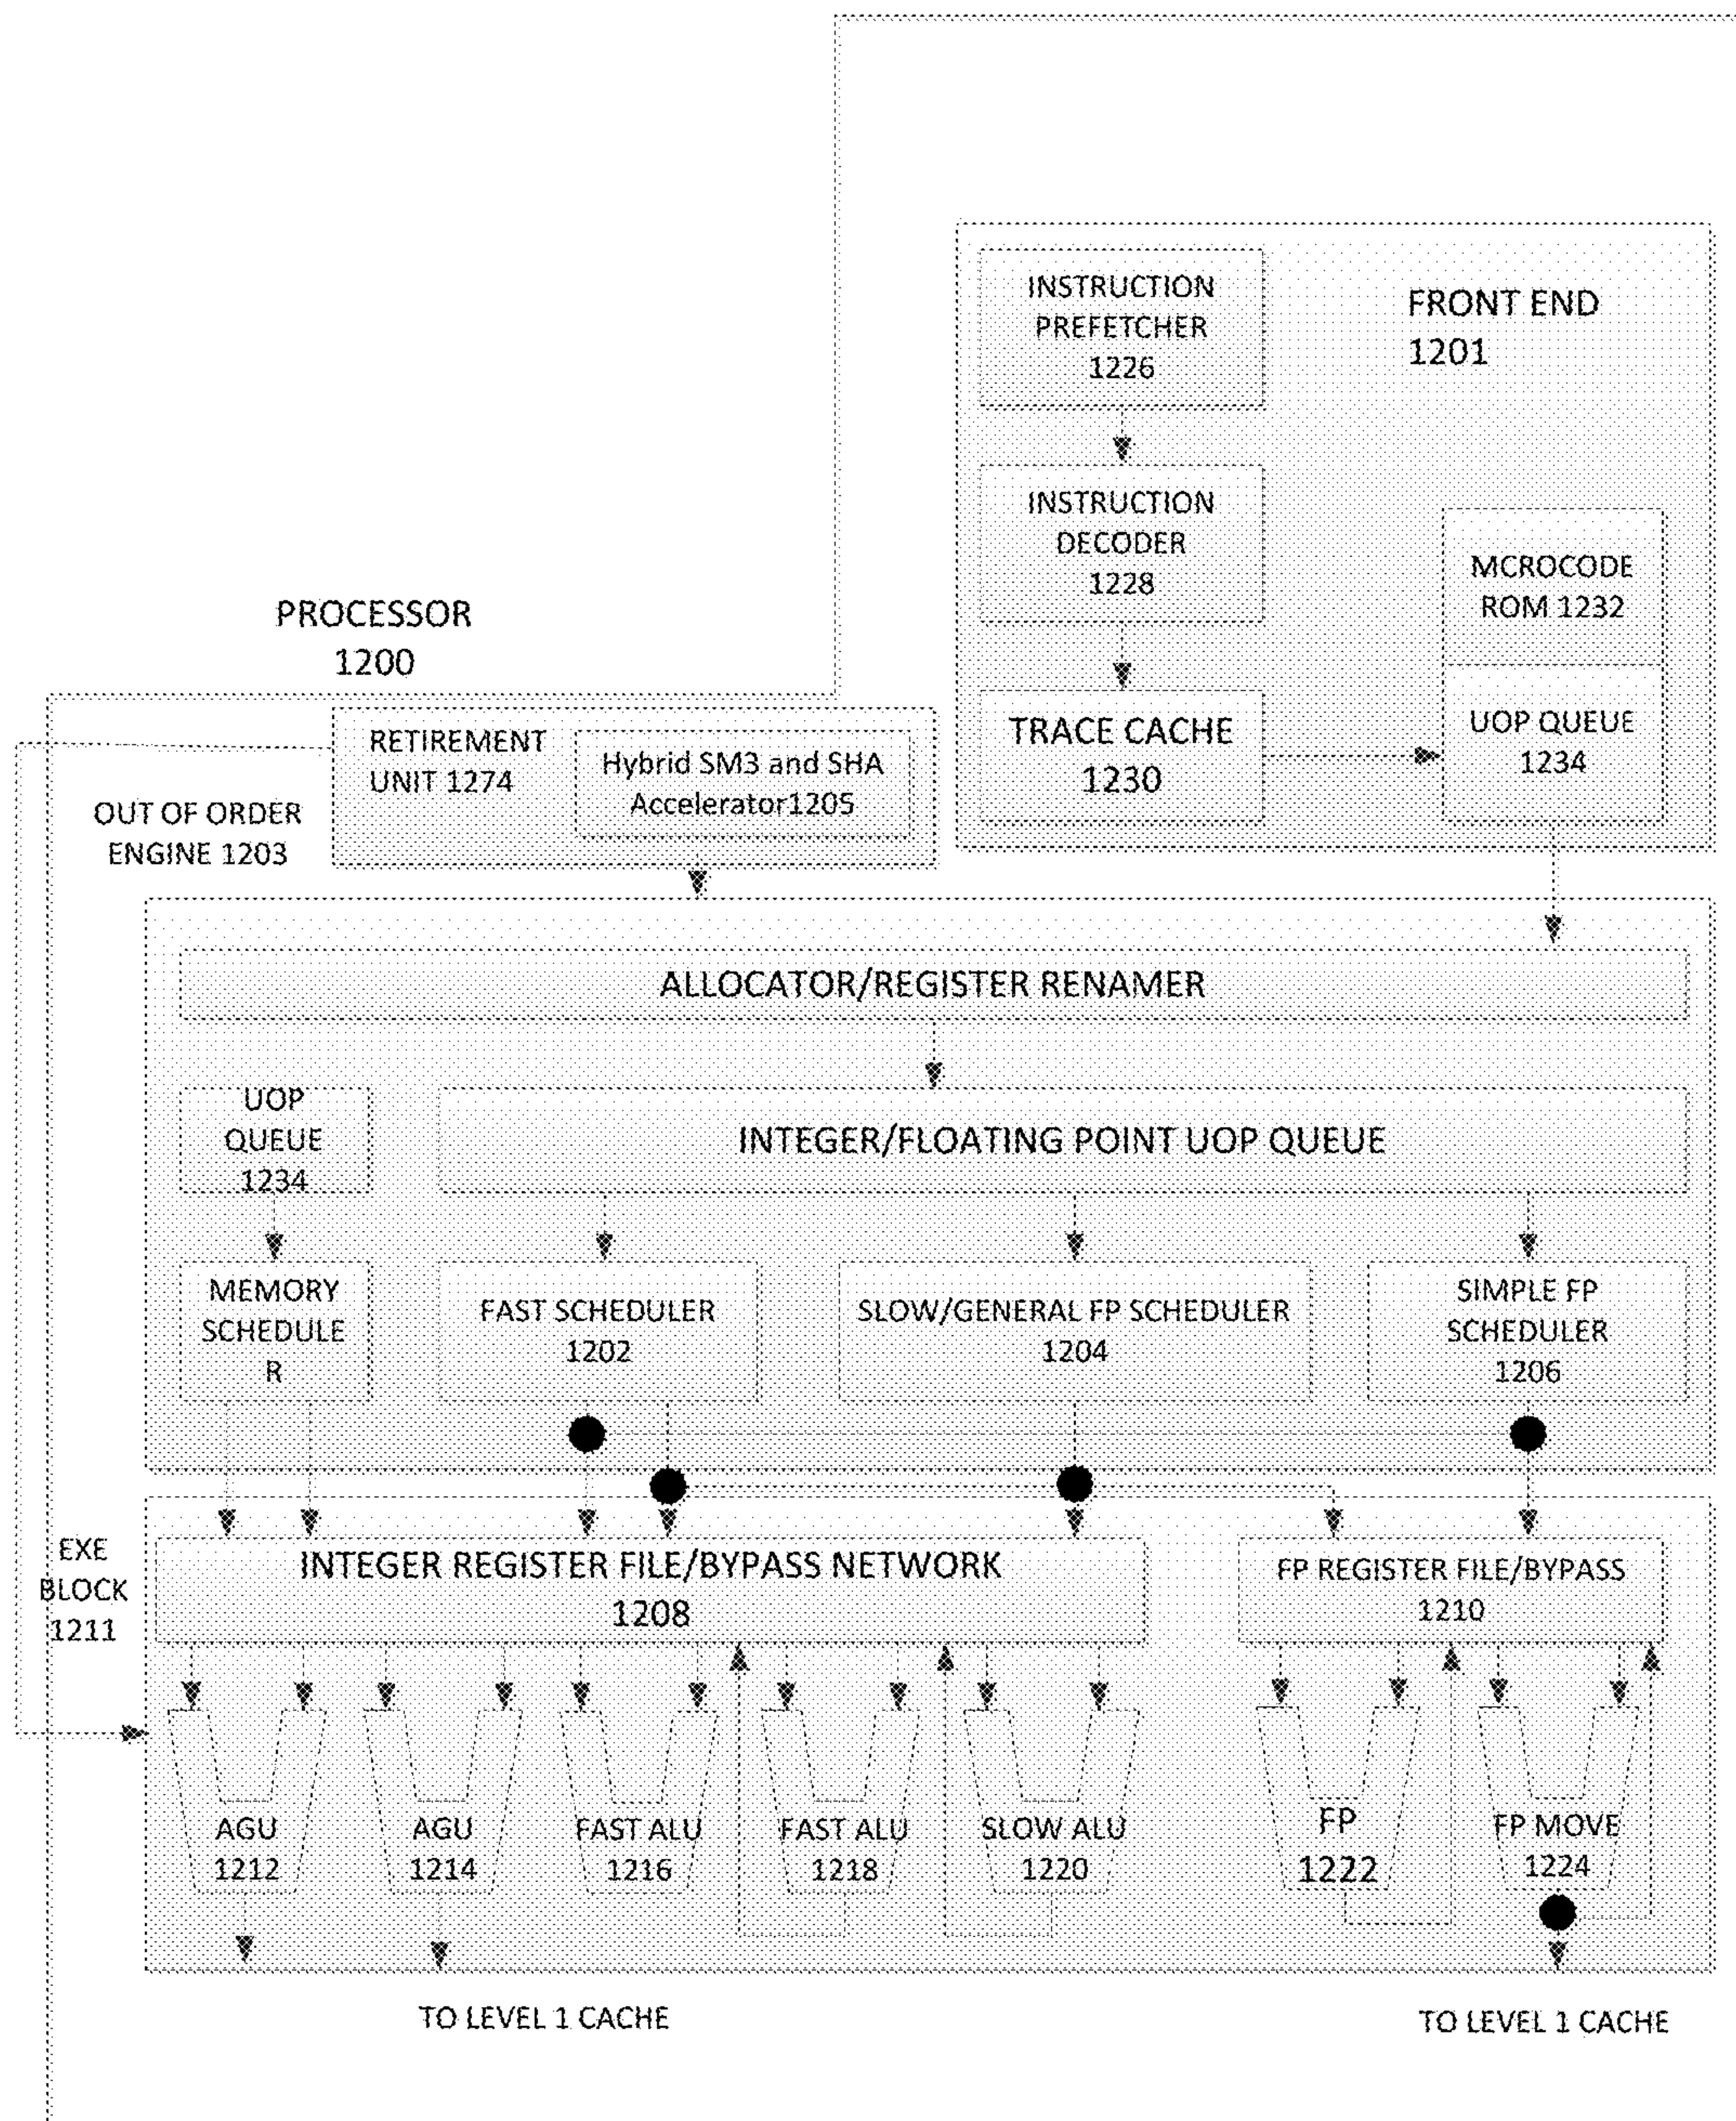 INSTRUCTION
PREFETCHER
1226
FRONT END
1201
INSTRUCTION
DECODER
1228
MCROCODE
ROM 1232
PROCESSOR
1200
TRACE CACHE
1230
UOP QUEUE
1234
RETIREMENT
UNIT 1274
Hybrid SM3 and SHA
Accelerator1205
OUT OF ORDER
ENGINE 1203
ALLOCATOR/REGISTER RENAMER
UOP
QUEUE
1234
INTEGER/FLOATING POINT UOP QUEUE
MEMORY
SCHEDULE
R
FAST SCHEDULER
1202
SLOW/GENERAL FP SCHEDULER
1204
SIMPLE FP
SCHEDULER
1206
EXE
BLOCK
1211
INTEGER REGISTER FILE/BYPASS NETWORK
1208
FP REGISTER FILE/BYPASS
1210
AGU
1212
AGU
1214
FAST ALU
1216
FAST ALU
1218
SLOW ALU
1220
FP
1222
FP MOVE
1224
TO LEVEL 1 CACHE
TO LEVEL 1 CACHE